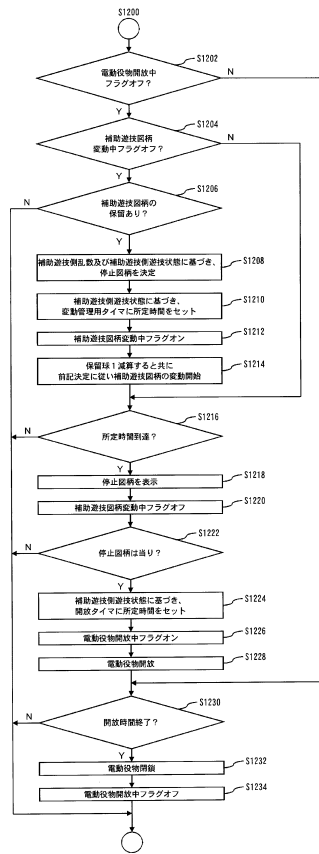 S1200
S1202
電動役物開放中
フラグオフ？
N
Y
S1204
補助遊技図柄
変動中フラグオフ？
N
Y
S1206
補助遊技図柄の
保留あり？
N
Y
S1208
補助遊技側乱数及び補助遊技側遊技状態に基づき、
停止図柄を決定
S1210
補助遊技側遊技状態に基づき、
変動管理用タイマに所定時間をセット
S1212
補助遊技図柄変動中フラグオン
S1214
保留球１減算すると共に
前記決定に従い補助遊技図柄の変動開始
S1216
所定時間到達？
N
Y
S1218
停止図柄を表示
S1220
補助遊技図柄変動中フラグオフ
S1222
停止図柄は当り？
N
Y
S1224
補助遊技側遊技状態に基づき、
開放タイマに所定時間をセット
S1226
電動役物開放中フラグオン
S1228
電動役物開放
S1230
開放時間終了？
N
Y
S1232
電動役物閉鎖
S1234
電動役物開放中フラグオフ